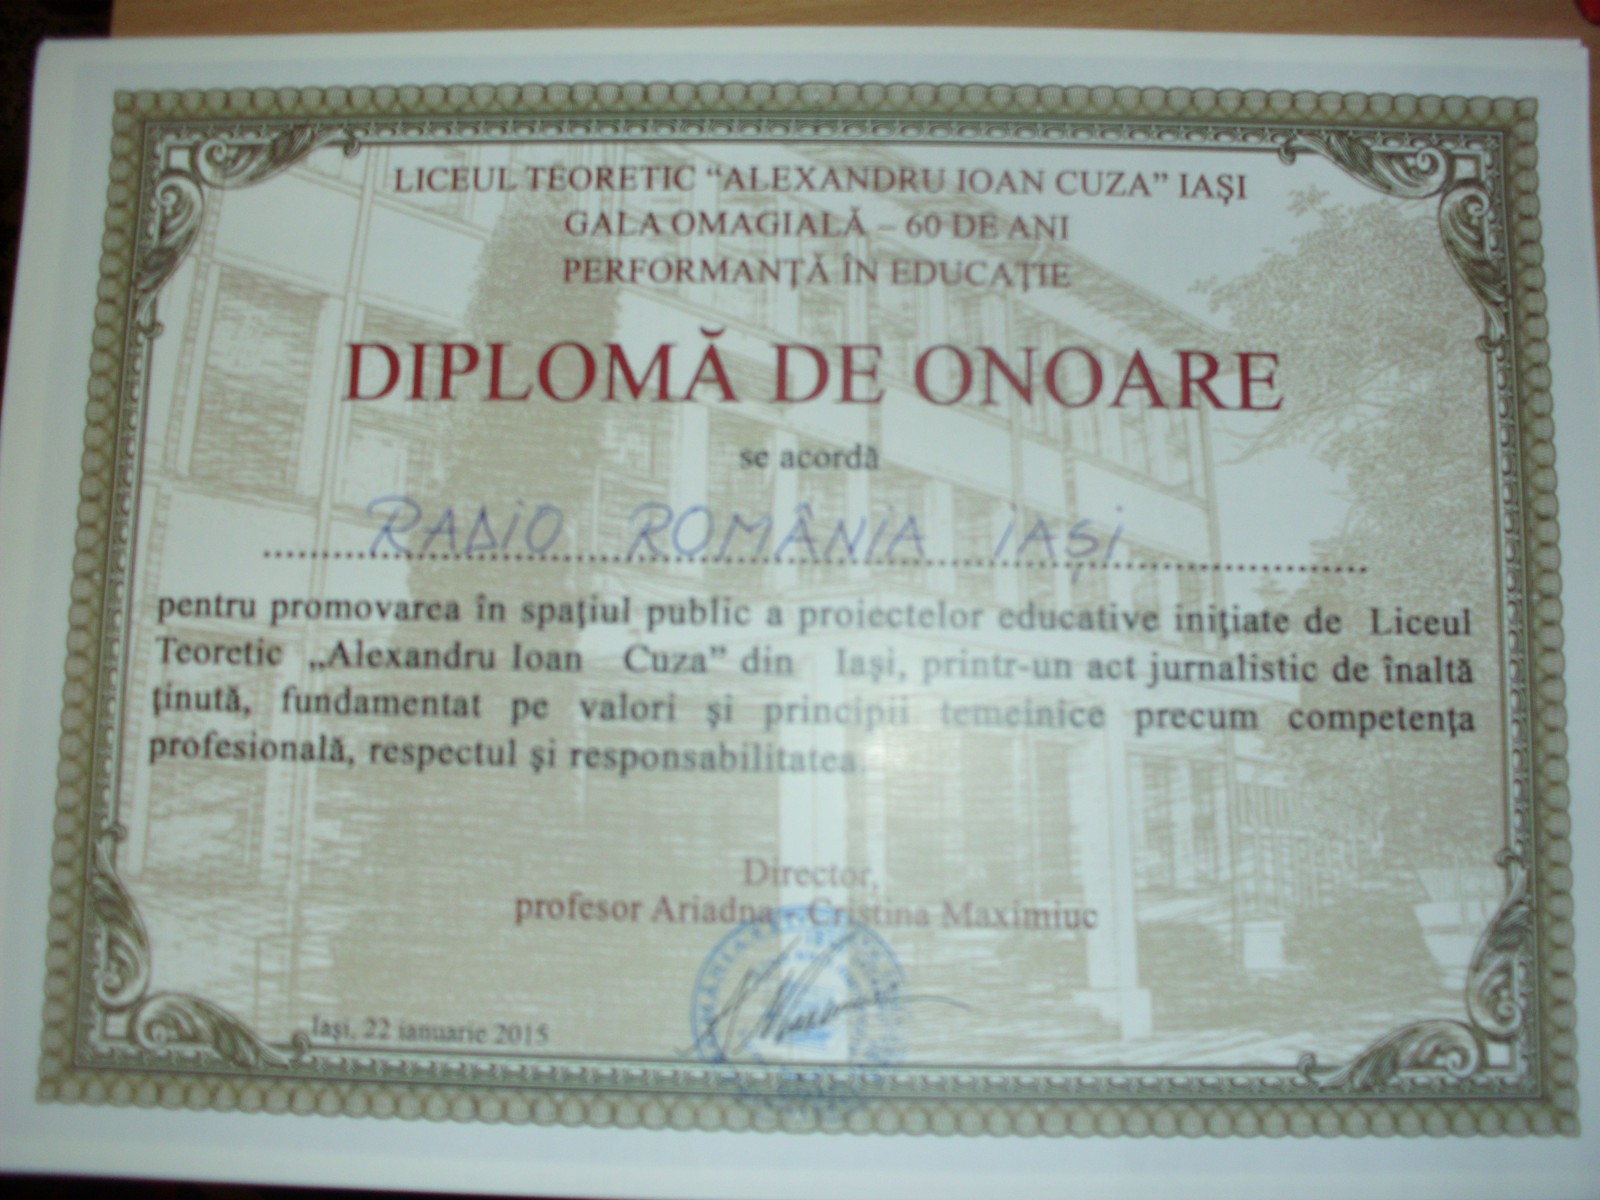 LICEUL TEORETIC “ALEXANDRU IOAN CUZA” IAŞI
GALA OMAGIALĂ – 60 DE ANI
PERFORMANŢĂ ÎN EDUCAŢIE
DIPLOMĂ DE ONOARE
se acordă
RADIO ROMÂNIA IAŞI
pentru promovarea în spaţiul public a proiectelor educative iniţiate de Liceul
Teoretic „Alexandru Ioan Cuza” din Iaşi, printr-un act jurnalistic de înaltă
ţinută, fundamentat pe valori şi principii temeinice precum competenţa
profesională, respectul şi responsabilitatea.
Director,
profesor Ariadna - Cristina Maximiuc
Iaşi, 22 ianuarie 2015